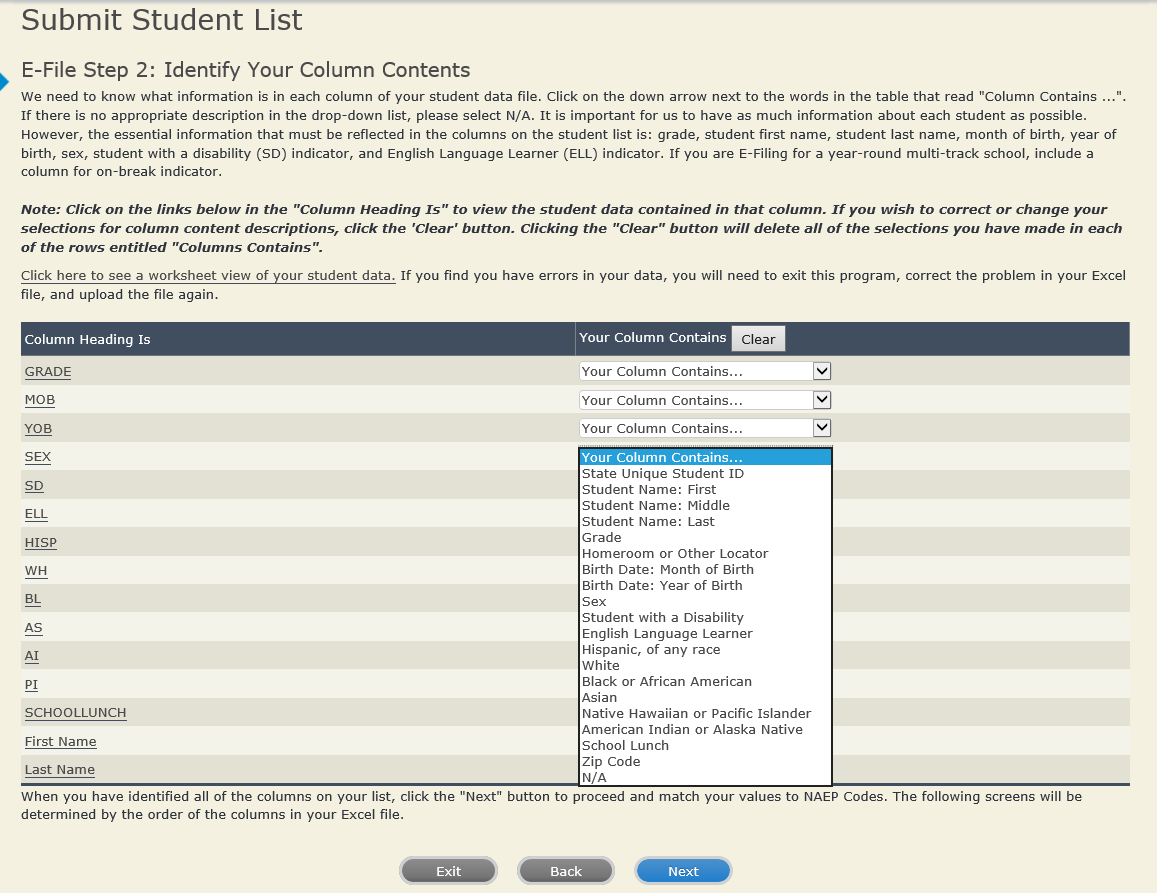 Submit Student List
E-File Step 2: Identify Your Column Contents
We need to know what information is in each column of your student data file. Click on the down arrow next to the words in the table that read "Column Contains ...".
If there is no appropriate description in the drop-down list, please select N/A. It is important for us to have as much information about each student as possible.
However, the essential information that must be reflected in the columns on the student list is: grade, student first name, student last name, month of birth, year of
birth, sex, student with a disability (SD) indicator, and English Language Learner (ELL) indicator. If you are E-Filing for a year-round multi-track school, include a
column for on-break indicator.
Note: Click on the links below in the "Column Heading Is" to view the student data contained in that column. If you wish to correct or change your
selections for column content descriptions, click the 'Clear' button. Clicking the "Clear" button will delete all of the selections you have made in each
of the rows entitled "Columns Contains".
Click here to see a worksheet view of your student data. If you find you have errors in your data, you will need to exit this program, correct the problem in your Excel
file, and upload the file again.
Column Heading Is Your Column Contains Clear
GRADE Your Column Contains...
MOB Your Column Contains...
YOB Your Column Contains...
SEX
SD
ELL
HISP
WH
BL
AS
AI
PI
SCHOOLLUNCH
First Name
Last Name
Your Column Contains...
State Unique Student ID
Student Name: First
Student Name: Middle
Student Name: Last
Grade
Homeroom or Other Locator
Birth Date: Month of Birth
Birth Date: Year of Birth
Sex
Student with a Disability
English Language Learner
Hispanic, of any race
White
Black or African American
Asian
Native Hawaiian or Pacific Islander
American Indian or Alaska Native
School Lunch
Zip Code
N/A
When you have identified all of the columns on your list, click the "Next" button to proceed and match your values to NAEP Codes. The following screens will be
determined by the order of the columns in your Excel file.
Exit Back Next